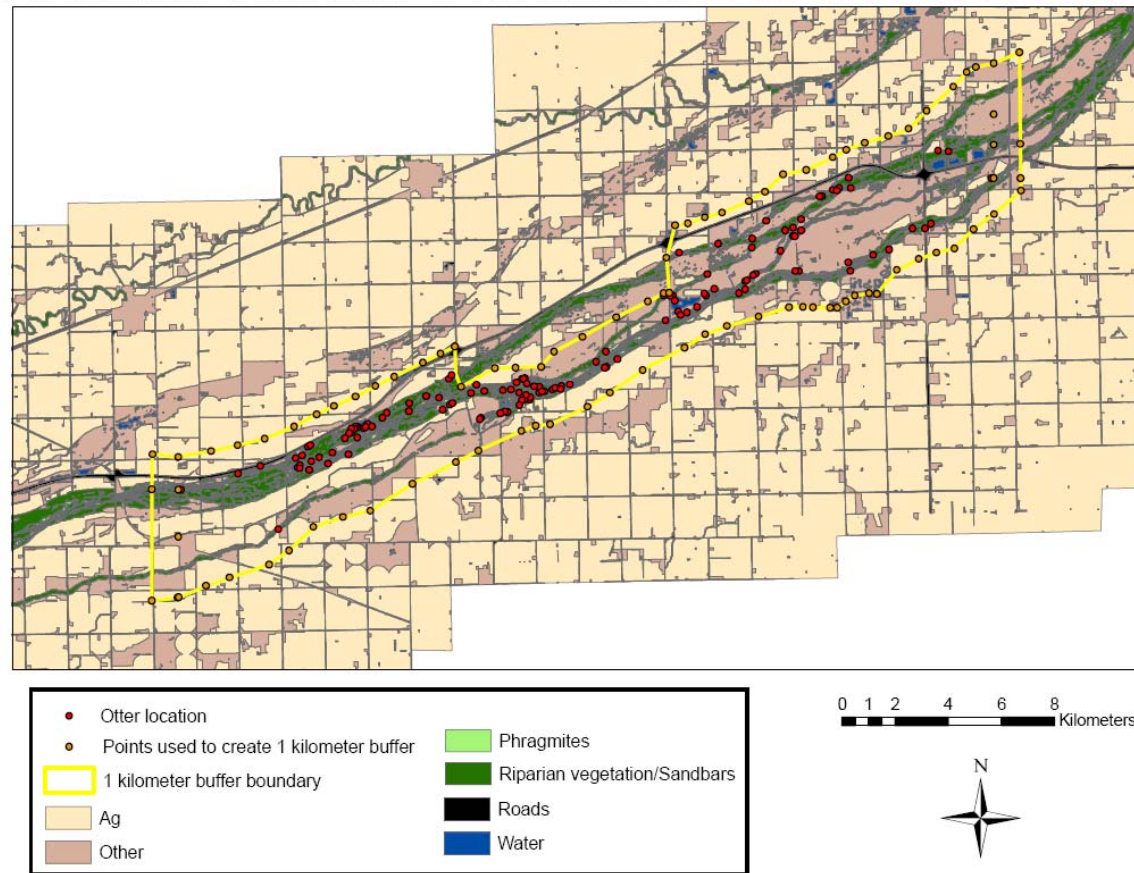 Otter location
Points used to create 1 kilometer buffer
1 kilometer buffer boundary
Ag
Other
Phragmites
Riparian vegetation/Sandbars
Roads
Water
0 1 2 4 6 8
Kilometers
N